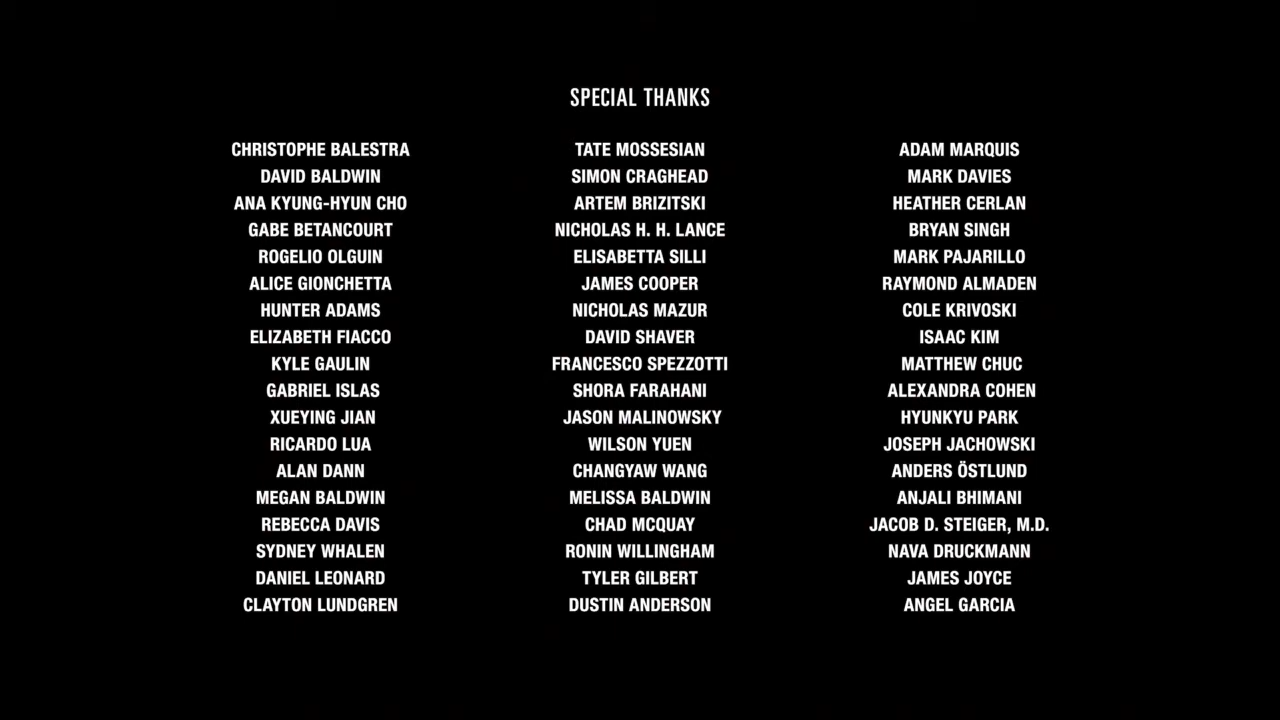 SPECIAL THANKS
CHRISTOPHE BALESTRA
DAVID BALDWIN
ANA KYUNG-HYUN CHO
GABE BETANCOURT
ROGELIO OLGUIN
ALICE GIONCHETTA
HUNTER ADAMS
ELIZABETH FIACCO
KYLE GAULIN
GABRIEL ISLAS
XUEYING JIAN
RICARDO LUA
ALAN DANN
MEGAN BALDWIN
REBECCA DAVIS
SYDNEY WHALEN
DANIEL LEONARD
CLAYTON LUNDGREN
TATE MOSSESIAN
SIMON CRAGHEAD
ARTEM BRIZITSKI
NICHOLAS H. H. LANCE
ELISABETTA SILLI
JAMES COOPER
NICHOLAS MAZUR
DAVID SHAVER
FRANCESCO SPEZZOTTI
SHORA FARAHANI
JASON MALINOWSKY
WILSON YUEN
CHANGYAW WANG
MELISSA BALDWIN
CHAD MCQUAY
RONIN WILLINGHAM
TYLER GILBERT
DUSTIN ANDERSON
ADAM MARQUIS
MARK DAVIES
HEATHER CERLAN
BRYAN SINGH
MARK PAJARILLO
RAYMOND ALMADEN
COLE KRIVOSKI
ISAAC KIM
MATTHEW CHUC
ALEXANDRA COHEN
HYUNKYU PARK
JOSEPH JACHOWSKI
ANDERS ÖSTLUND
ANJALI BHIMANI
JACOB D. STEIGER, M.D.
NAVA DRUCKMANN
JAMES JOYCE
ANGEL GARCIA